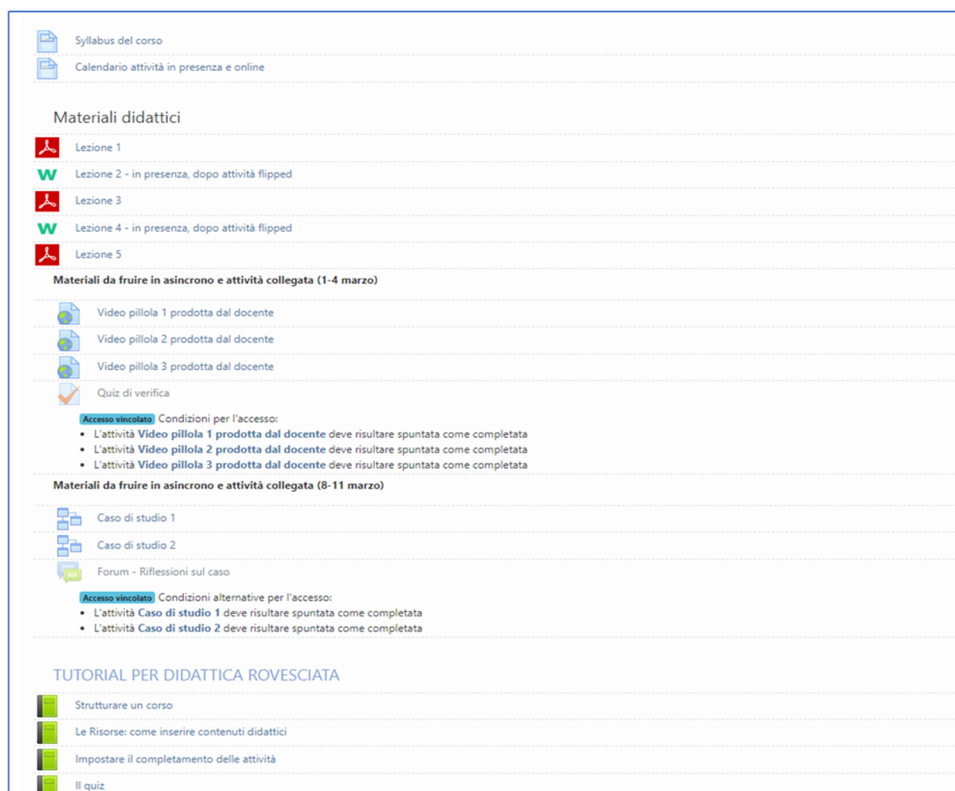 Syllabus del corso
Calendario attività in presenza e online
Materiali didattici
Lezione 1
Lezione 2 - in presenza, dopo attività flipped
Lezione 3
Lezione 4 - in presenza, dopo attività flipped
Lezione 5
Materiali da fruire in asincrono e attività collegata (1-4 marzo)
Video pillola 1 prodotta dal docente
Video pillola 2 prodotta dal docente
Video pillola 3 prodotta dal docente
Quiz di verifica
Accesso vincolato Condizioni per l'accesso:
• L'attività Video pillola 1 prodotta dal docente deve risultare spuntata come completata
• L'attività Video pillola 2 prodotta dal docente deve risultare spuntata come completata
• L'attività Video pillola 3 prodotta dal docente deve risultare spuntata come completata
Materiali da fruire in asincrono e attività collegata (8-11 marzo)
Caso di studio 1
Caso di studio 2
Forum - Riflessioni sul caso
Accesso vincolato Condizioni alternative per l'accesso:
• L'attività Caso di studio 1 deve risultare spuntata come completata
• L'attività Caso di studio 2 deve risultare spuntata come completata
TUTORIAL PER DIDATTICA ROVESCIATA
Strutturare un corso
Le Risorse: come inserire contenuti didattici
Impostare il completamento delle attività
Il quiz